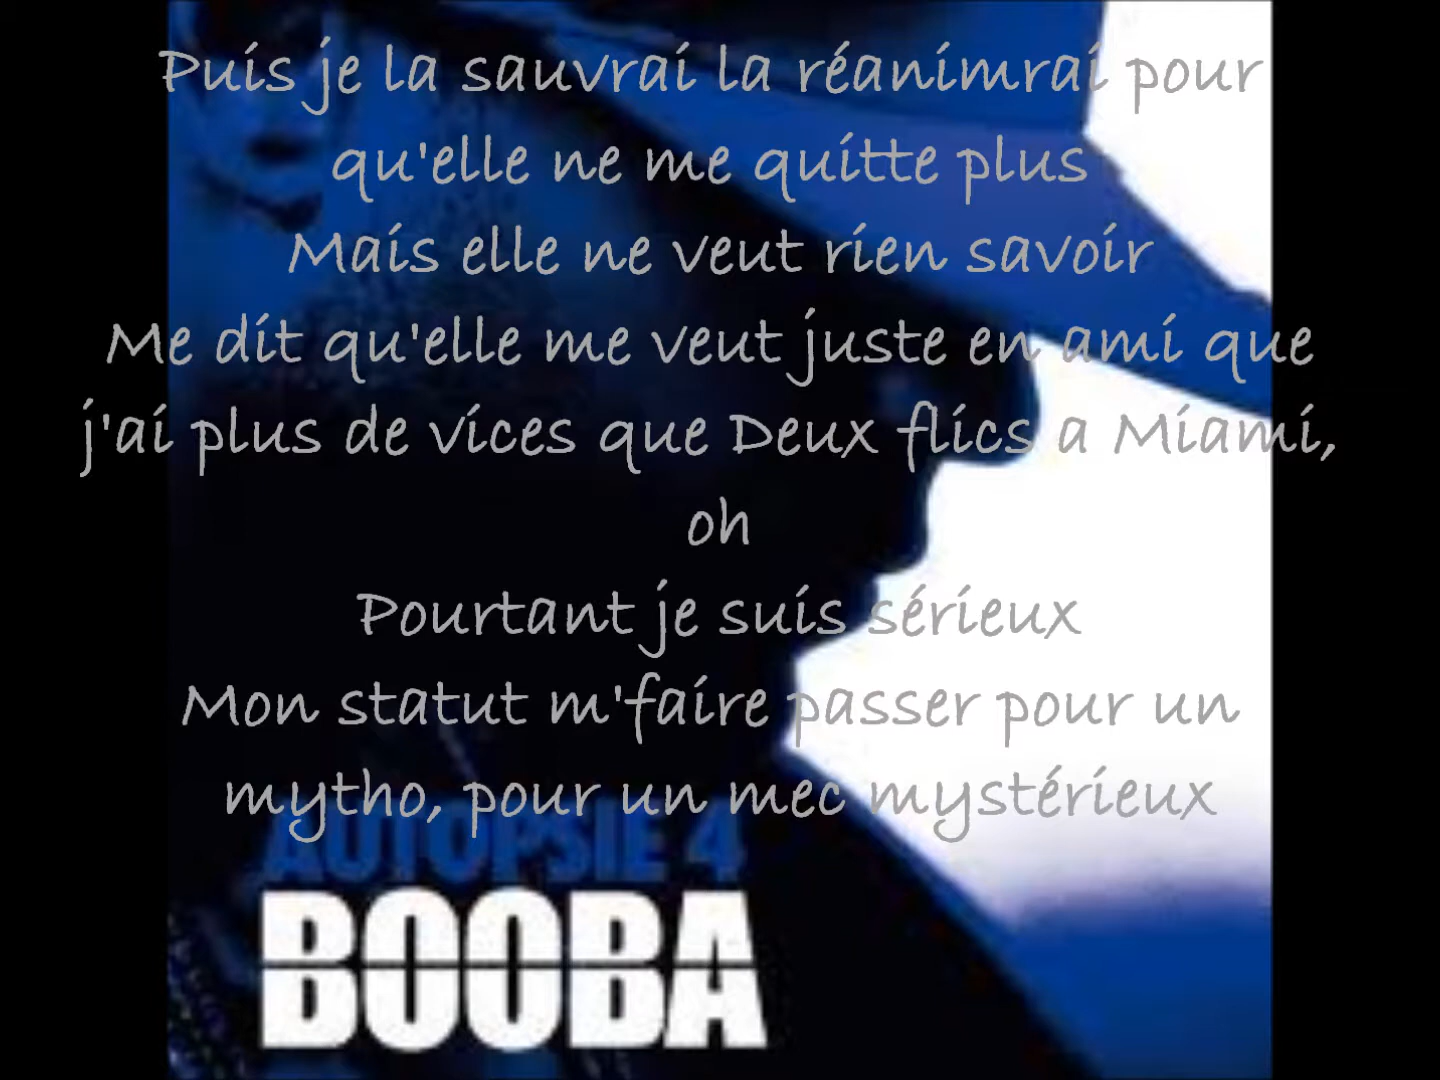 Puis je la sauvrai la réanimrai pour
qu'elle ne me quitte plus
Mais elle ne veut rien savoir
Me dit qu'elle me veut juste en ami que
j'ai plus de vices que Deux flics a Miami,
oh
Pourtant je suis sérieux
Mon statut m'faire passer pour un
mytho, pour un mec mystérieux
AUTOPSIE 4
BOOBA